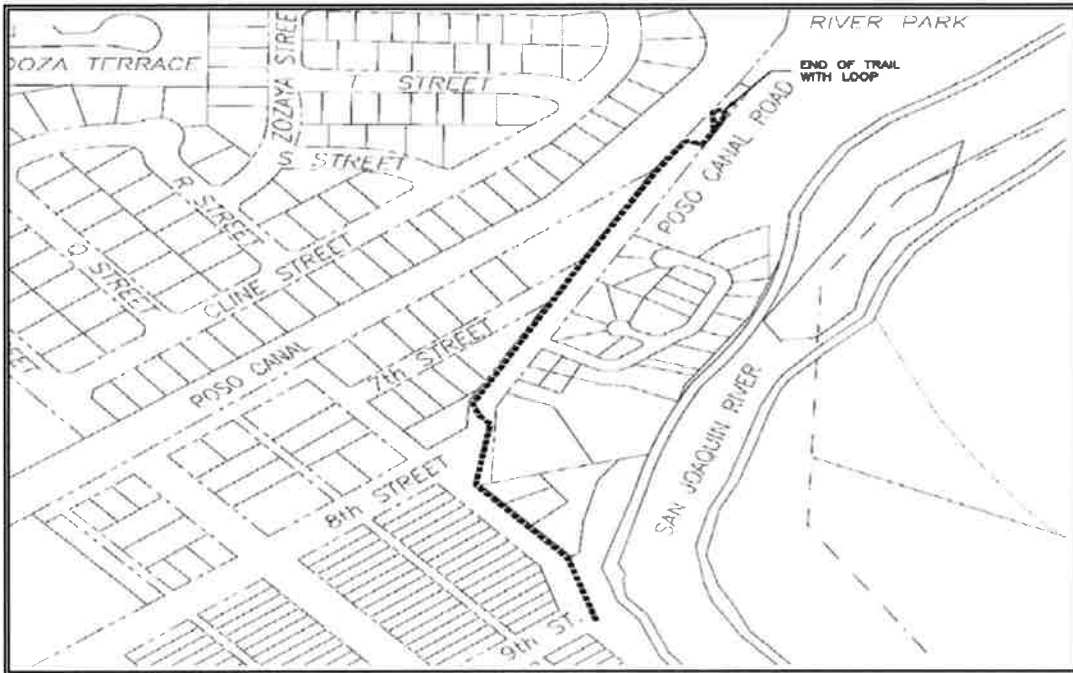 RIVER PARK
END OF TRAIL
WITH LOOP
DOZA TERRACE
ZOZAYA STREE
T STREET
S STREET
R STREET
Q STREET
CLINE STREET
POSO CANAL ROAD
POSO CANAL
7th STREET
8th STREET
9th ST.
SAN JOAQUIN RIVER